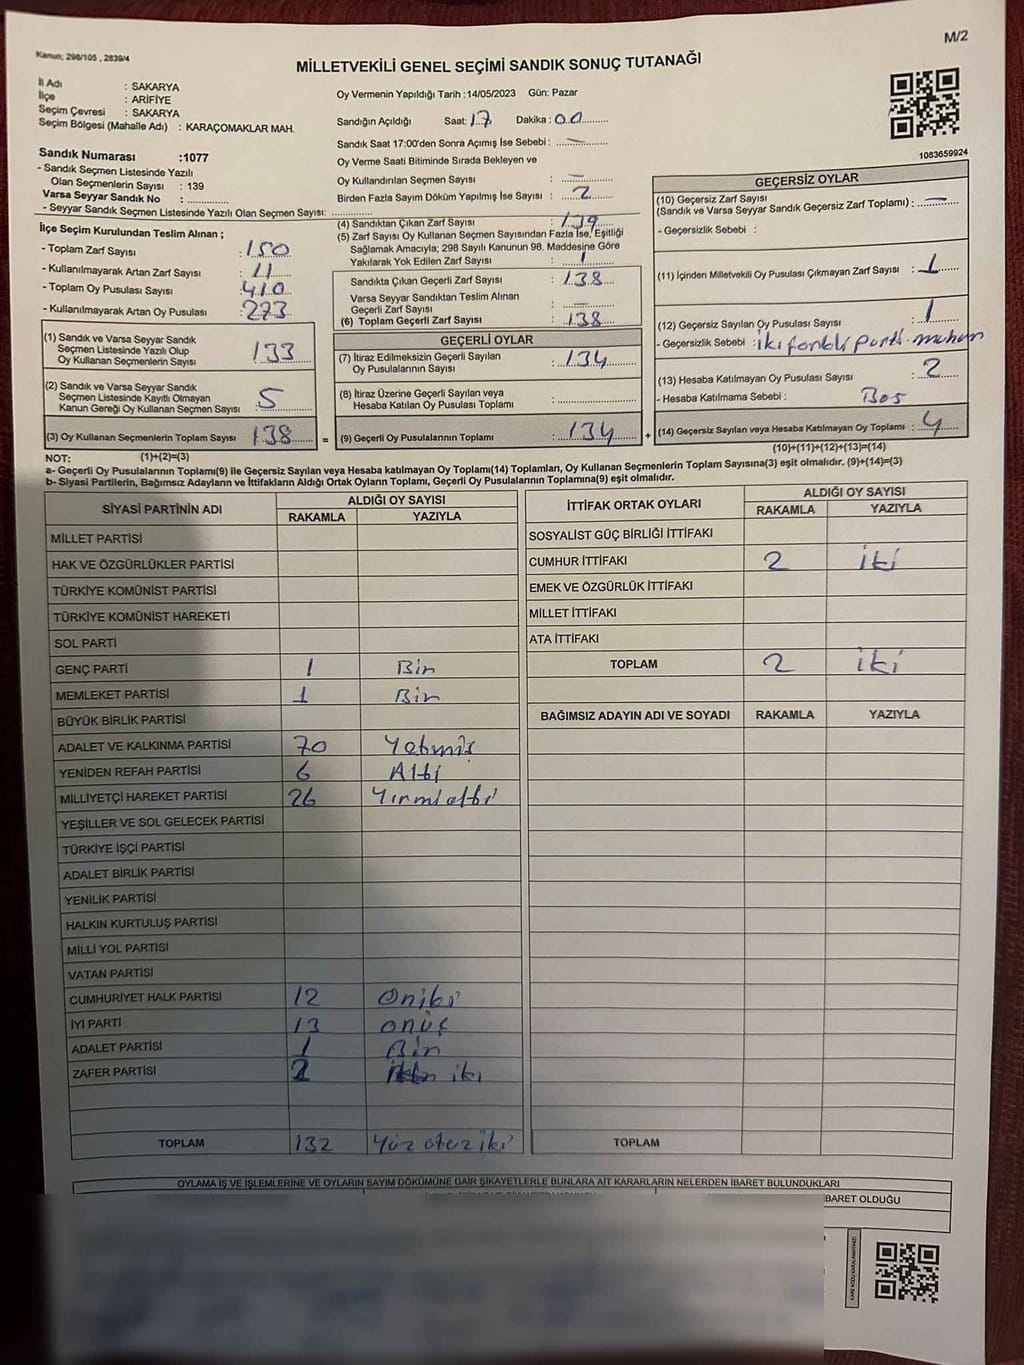 Kanun; 298/105 , 2839/4
M/2
MİLLETVEKİLİ GENEL SEÇİMİ SANDIK SONUÇ TUTANAĞI
İl Adı : SAKARYA
İlçe : ARİFİYE
Seçim Çevresi : SAKARYA
Seçim Bölgesi (Mahalle Adı) : KARAÇOMAKLAR MAH.
Sandık Numarası :1077
- Sandık Seçmen Listesinde Yazılı
Olan Seçmenlerin Sayısı : 139
Varsa Seyyar Sandık No :
- Seyyar Sandık Seçmen Listesinde Yazılı Olan Seçmen Sayısı:
Oy Vermenin Yapıldığı Tarih :14/05/2023 Gün: Pazar
Sandığın Açıldığı Saat: 17 Dakika : 00
Sandık Saat 17:00'den Sonra Açımış İse Sebebi : —
Oy Verme Saati Bitiminde Sırada Bekleyen ve
Oy Kullandırılan Seçmen Sayısı : —
Birden Fazla Sayım Döküm Yapılmış İse Sayısı : 2
1083659924
İlçe Seçim Kurulundan Teslim Alınan ;
- Toplam Zarf Sayısı : 150
- Kullanılmayarak Artan Zarf Sayısı : 11
- Toplam Oy Pusulası Sayısı : 410
- Kullanılmayarak Artan Oy Pusulası : 273
(1) Sandık ve Varsa Seyyar Sandık
Seçmen Listesinde Yazılı Olup
Oy Kullanan Seçmenlerin Sayısı : 133
(2) Sandık ve Varsa Seyyar Sandık
Seçmen Listesinde Kayıtlı Olmayan
Kanun Gereği Oy Kullanan Seçmen Sayısı : 5
(3) Oy Kullanan Seçmenlerin Toplam Sayısı : 138
(4) Sandıktan Çıkan Zarf Sayısı : 139
(5) Zarf Sayısı Oy Kullanan Seçmen Sayısından Fazla İse, Eşitliği
Sağlamak Amacıyla; 298 Sayılı Kanunun 98. Maddesine Göre
Yakılarak Yok Edilen Zarf Sayısı : 1
Sandıkta Çıkan Geçerli Zarf Sayısı : 138
Varsa Seyyar Sandıktan Teslim Alınan
Geçerli Zarf Sayısı : —
(6) Toplam Geçerli Zarf Sayısı : 138
GEÇERLİ OYLAR
(7) İtiraz Edilmeksizin Geçerli Sayılan
Oy Pusulalarının Sayısı : 134
(8) İtiraz Üzerine Geçerli Sayılan veya
Hesaba Katılan Oy Pusulası Toplamı :
= (9) Geçerli Oy Pusulalarının Toplamı : 134
GEÇERSİZ OYLAR
(10) Geçersiz Zarf Sayısı
(Sandık ve Varsa Seyyar Sandık Geçersiz Zarf Toplamı) : —
- Geçersizlik Sebebi :
(11) İçinden Milletvekili Oy Pusulası Çıkmayan Zarf Sayısı : 1
(12) Geçersiz Sayılan Oy Pusulası Sayısı : 1
- Geçersizlik Sebebi : iki farklı parti
(13) Hesaba Katılmayan Oy Pusulası Sayısı : 2
- Hesaba Katılmama Sebebi : Boş
+ (14) Geçersiz Sayılan veya Hesaba Katılmayan Oy Toplamı : 4
NOT: (1)+(2)=(3)
(10)+(11)+(12)+(13)=(14)
a- Geçerli Oy Pusulalarının Toplamı(9) ile Geçersiz Sayılan veya Hesaba katılmayan Oy Toplamı(14) Toplamları, Oy Kullanan Seçmenlerin Toplam Sayısına(3) eşit olmalıdır. (9)+(14)=(3)
b- Siyasi Partilerin, Bağımsız Adayların ve İttifakların Aldığı Ortak Oyların Toplamı, Geçerli Oy Pusulalarının Toplamına(9) eşit olmalıdır.
SİYASİ PARTİNİN ADI ALDIĞI OY SAYISI
RAKAMLA YAZIYLA
MİLLET PARTİSİ
HAK VE ÖZGÜRLÜKLER PARTİSİ
TÜRKİYE KOMÜNİST PARTİSİ
TÜRKİYE KOMÜNİST HAREKETİ
SOL PARTİ
GENÇ PARTİ 1 Bir
MEMLEKET PARTİSİ 1 Bir
BÜYÜK BİRLİK PARTİSİ
ADALET VE KALKINMA PARTİSİ 70 Yetmiş
YENİDEN REFAH PARTİSİ 6 Altı
MİLLİYETÇİ HAREKET PARTİSİ 26 Yirmialtı
YEŞİLLER VE SOL GELECEK PARTİSİ
TÜRKİYE İŞÇİ PARTİSİ
ADALET BİRLİK PARTİSİ
YENİLİK PARTİSİ
HALKIN KURTULUŞ PARTİSİ
MİLLİ YOL PARTİSİ
VATAN PARTİSİ
CUMHURİYET HALK PARTİSİ 12 Oniki
İYİ PARTİ 13 onüç
ADALET PARTİSİ 1 Bir
ZAFER PARTİSİ 2 iki
TOPLAM 132 Yüz otuz iki
İTTİFAK ORTAK OYLARI ALDIĞI OY SAYISI
RAKAMLA YAZIYLA
SOSYALİST GÜÇ BİRLİĞİ İTTİFAKI
CUMHUR İTTİFAKI 2 iki
EMEK VE ÖZGÜRLÜK İTTİFAKI
MİLLET İTTİFAKI
ATA İTTİFAKI
TOPLAM 2 iki
BAĞIMSIZ ADAYIN ADI VE SOYADI RAKAMLA YAZIYLA
TOPLAM
OYLAMA İŞ VE İŞLEMLERİNE VE OYLARIN SAYIM DÖKÜMÜNE DAİR ŞİKAYETLERLE BUNLARA AİT KARARLARIN NELERDEN İBARET BULUNDUKLARI
BARET OLDUĞU